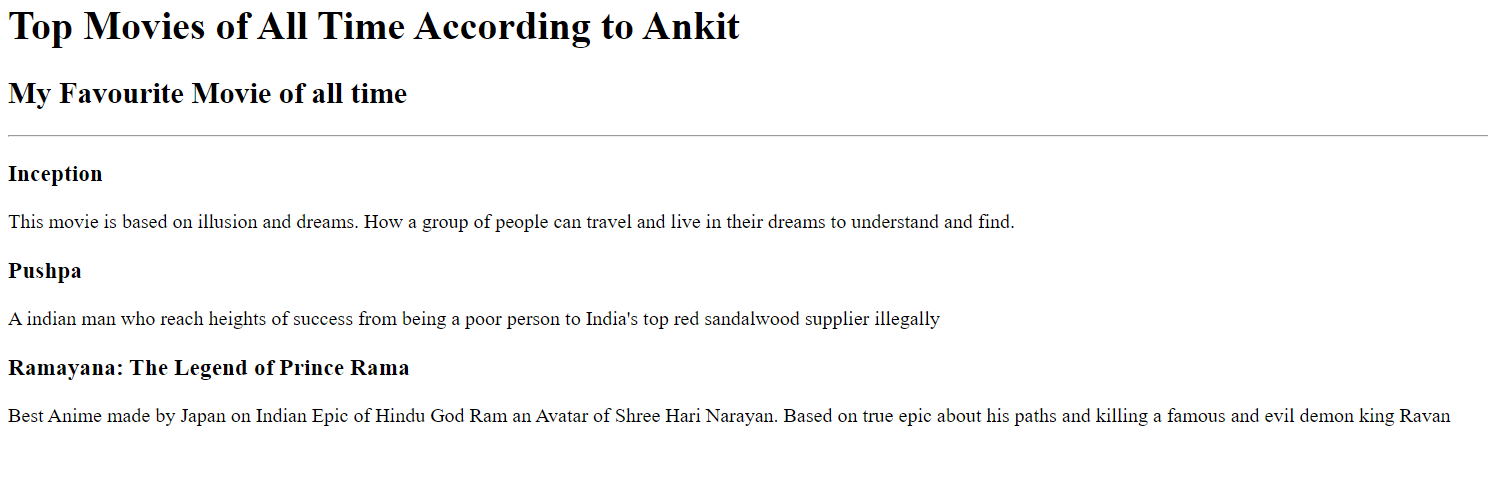 Top Movies of All Time According to Ankit
My Favourite Movie of all time
Inception
This movie is based on illusion and dreams. How a group of people can travel and live in their dreams to understand and find.
Pushpa
A indian man who reach heights of success from being a poor person to India's top red sandalwood supplier illegally
Ramayana: The Legend of Prince Rama
Best Anime made by Japan on Indian Epic of Hindu God Ram an Avatar of Shree Hari Narayan. Based on true epic about his paths and killing a famous and evil demon king Ravan